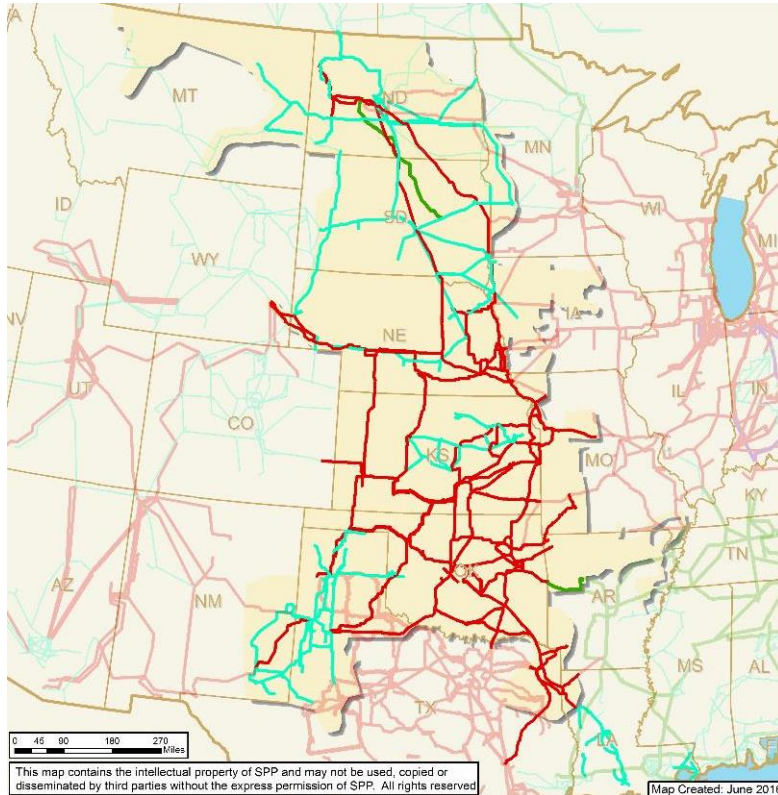 VA
MT
ND
MN
ID
WI
MI
SD
WY
IA
NV
NE
UT
IL
IN
CO
KS
MO
KY
TN
OK
AZ
NM
AR
MS
AL
TX
LA
0 45 90 180 270
Miles
This map contains the intellectual property of SPP and may not be used, copied or
disseminated by third parties without the express permission of SPP. All rights reserved
Map Created: June 201